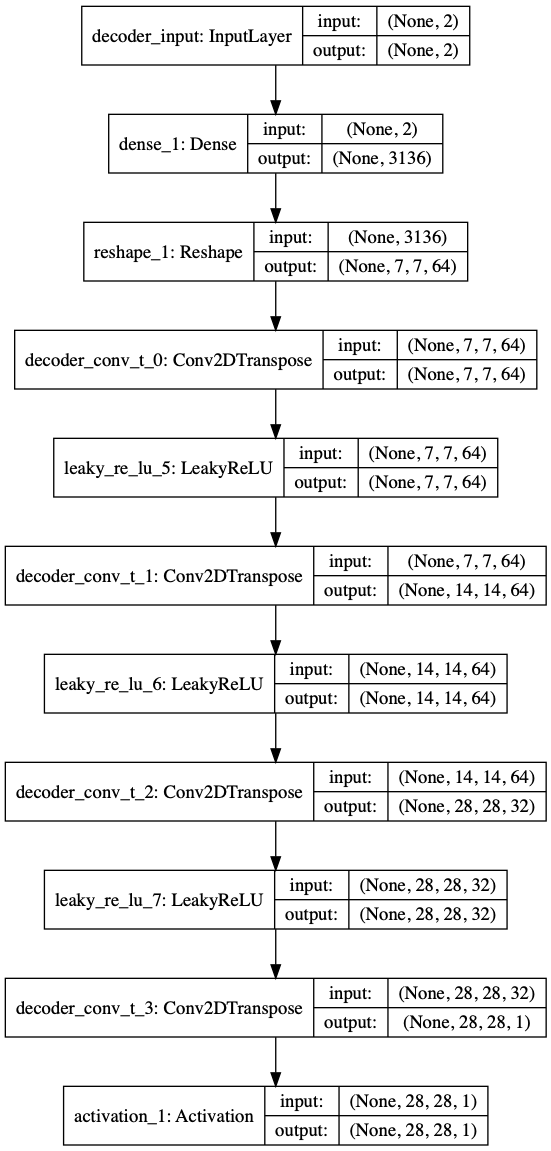 decoder_input: InputLayer
input: (None, 2)
output: (None, 2)
dense_1: Dense
input: (None, 2)
output: (None, 3136)
reshape_1: Reshape
input: (None, 3136)
output: (None, 7, 7, 64)
decoder_conv_t_0: Conv2DTranspose
input: (None, 7, 7, 64)
output: (None, 7, 7, 64)
leaky_re_lu_5: LeakyReLU
input: (None, 7, 7, 64)
output: (None, 7, 7, 64)
decoder_conv_t_1: Conv2DTranspose
input: (None, 7, 7, 64)
output: (None, 14, 14, 64)
leaky_re_lu_6: LeakyReLU
input: (None, 14, 14, 64)
output: (None, 14, 14, 64)
decoder_conv_t_2: Conv2DTranspose
input: (None, 14, 14, 64)
output: (None, 28, 28, 32)
leaky_re_lu_7: LeakyReLU
input: (None, 28, 28, 32)
output: (None, 28, 28, 32)
decoder_conv_t_3: Conv2DTranspose
input: (None, 28, 28, 32)
output: (None, 28, 28, 1)
activation_1: Activation
input: (None, 28, 28, 1)
output: (None, 28, 28, 1)